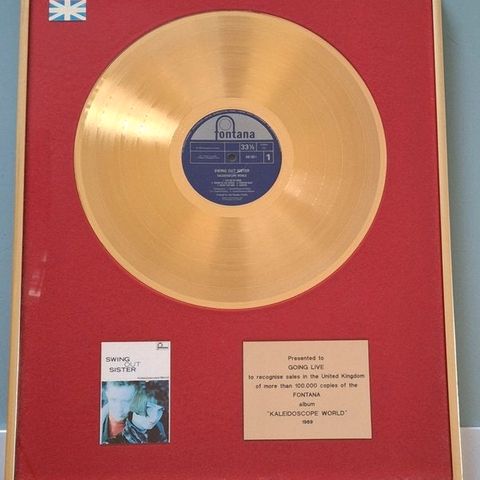 fontana
33⅓
1
SWING OUT SISTER
KALEIDOSCOPE WORLD
SWING
OUT
SISTER
Presented to
GOING LIVE
to recognise sales in the United Kingdom
of more than 100,000 copies of the
FONTANA
album
"KALEIDOSCOPE WORLD"
1989